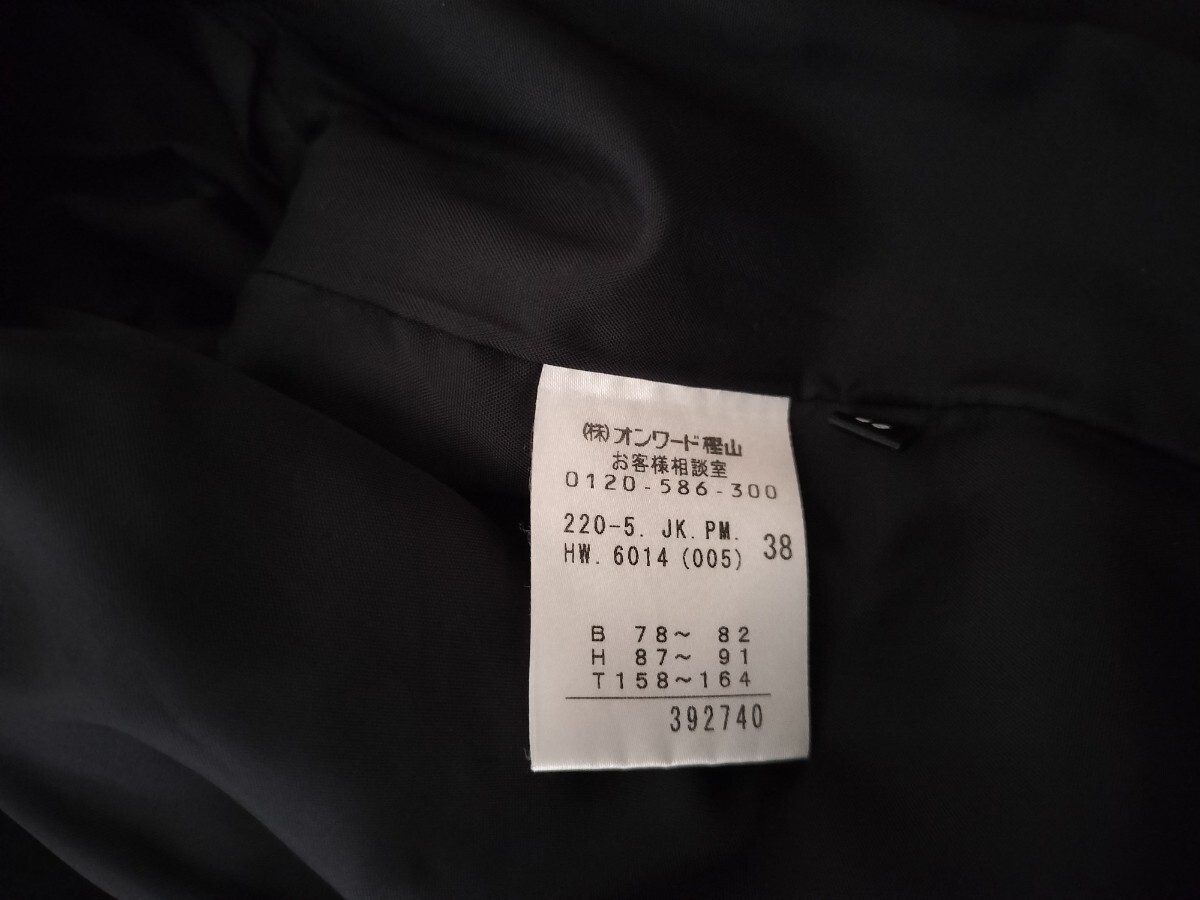 (株)オンワード樫山
お客様相談室
0120-586-300
220-5. JK. PM.
HW. 6014 (005) 38
B 78～ 82
H 87～ 91
T158～164
392740